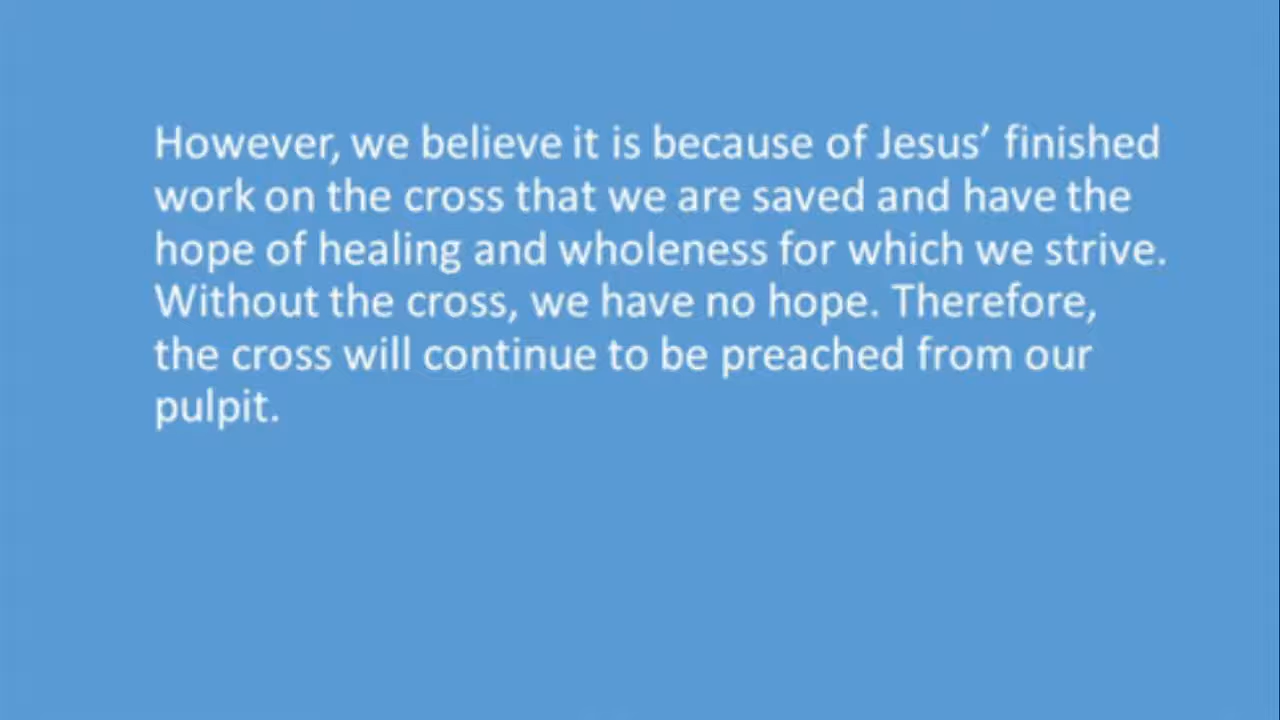 However, we believe it is because of Jesus’ finished
work on the cross that we are saved and have the
hope of healing and wholeness for which we strive.
Without the cross, we have no hope. Therefore,
the cross will continue to be preached from our
pulpit.